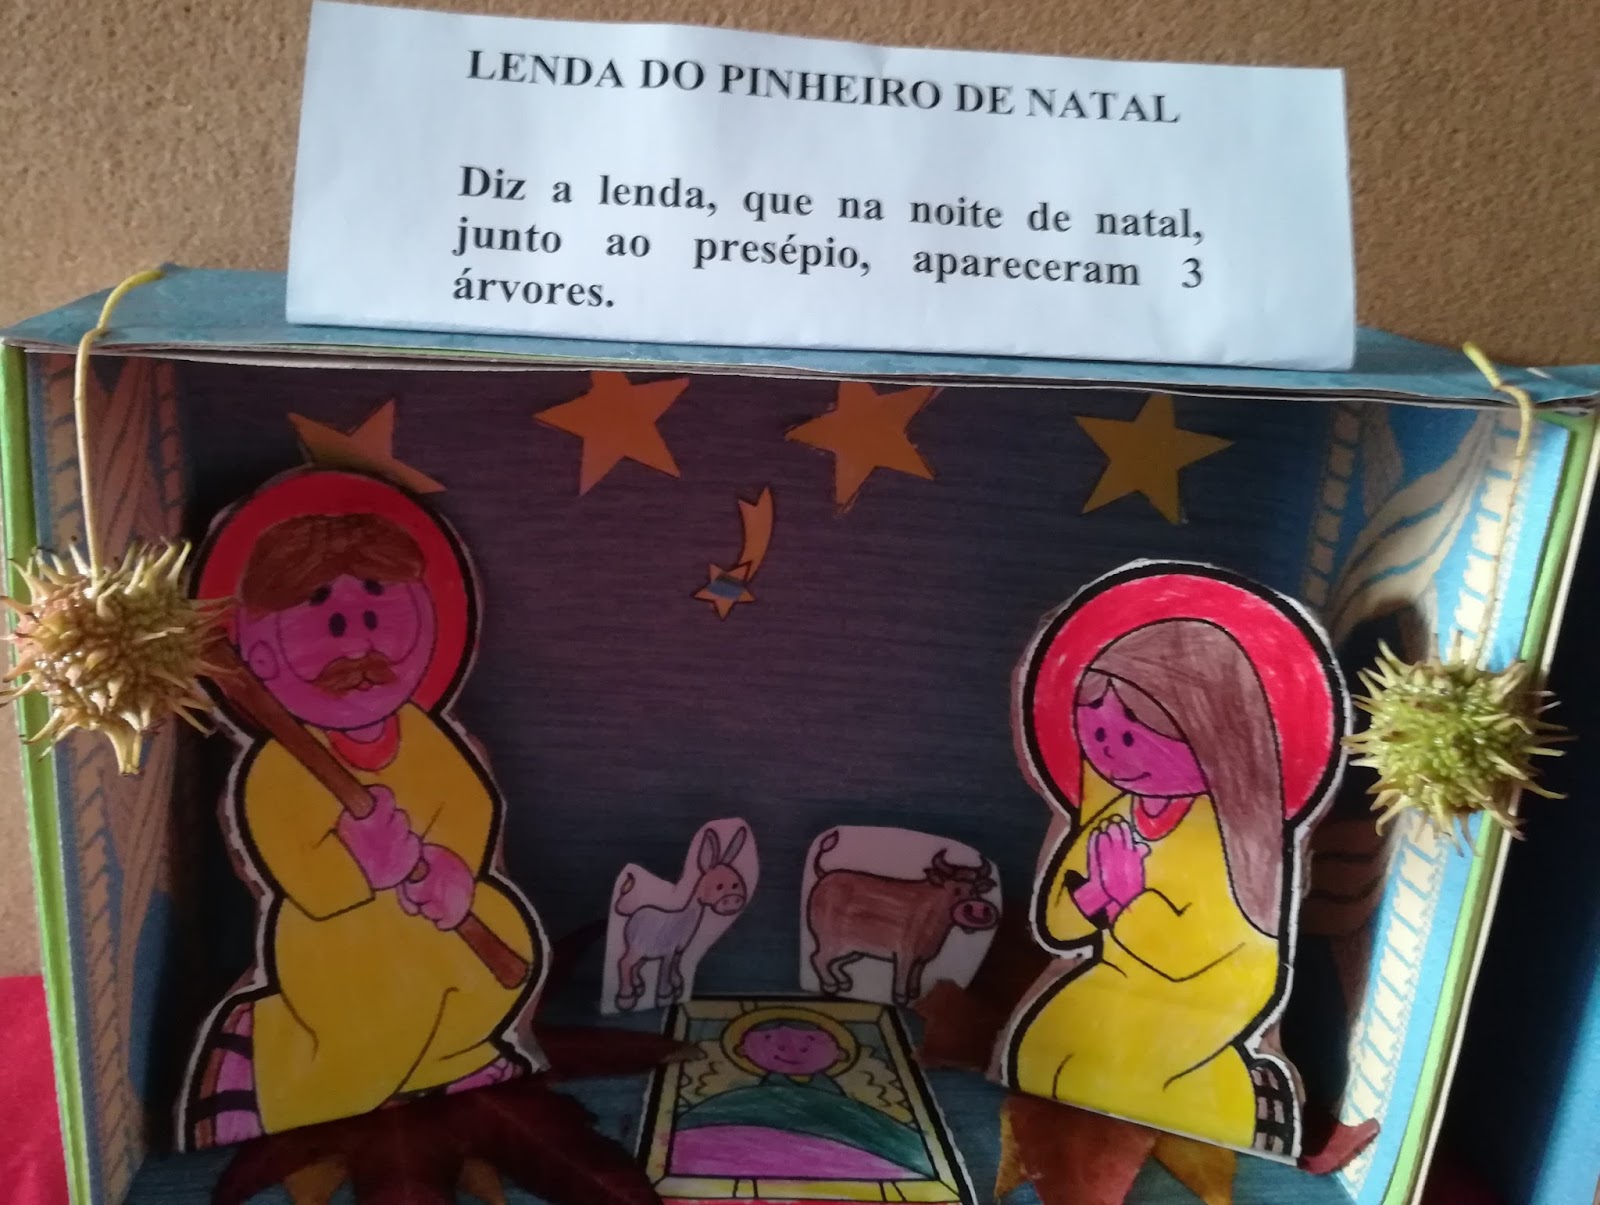 LENDA DO PINHEIRO DE NATAL
Diz a lenda, que na noite de natal,
junto ao presépio, apareceram 3
árvores.